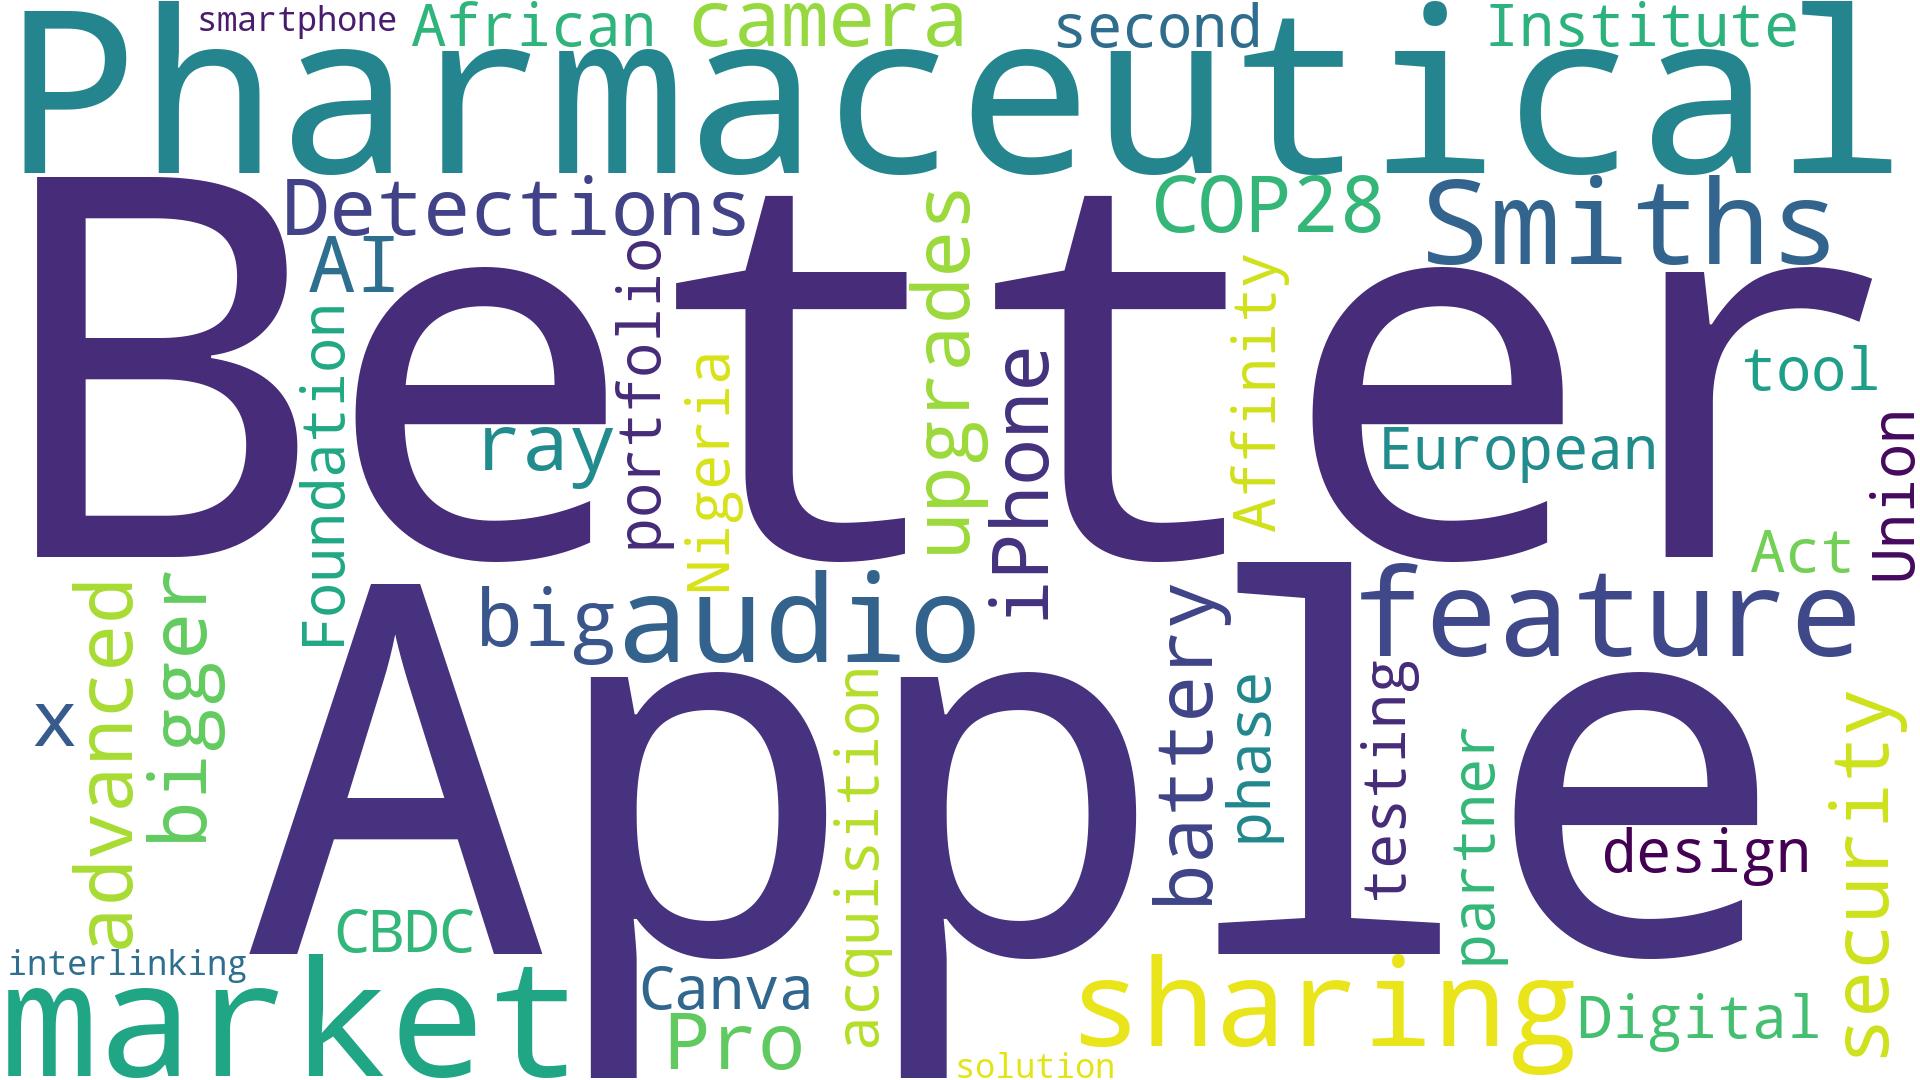 smartphone
African
camera
second
Institute
Pharmaceutical
Detections
COP28
Smiths
AI
Better
portfolio
upgrades
Affinity
Foundation
Nigeria
iPhone
ray
tool
European
Union
Act
advanced
bigger
big
audio
feature
battery
Apple
x
acquisition
phase
testing
partner
security
design
CBDC
interlinking
market
Canva
Pro
sharing
Digital
solution